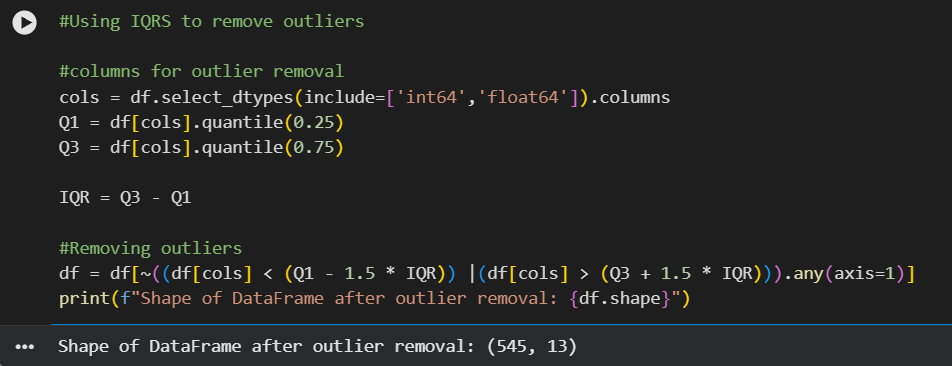 #Using IQRS to remove outliers
#columns for outlier removal
cols = df.select_dtypes(include=['int64','float64']).columns
Q1 = df[cols].quantile(0.25)
Q3 = df[cols].quantile(0.75)
IQR = Q3 - Q1
#Removing outliers
df = df[~((df[cols] < (Q1 - 1.5 * IQR)) |(df[cols] > (Q3 + 1.5 * IQR))).any(axis=1)]
print(f"Shape of DataFrame after outlier removal: {df.shape}")
Shape of DataFrame after outlier removal: (545, 13)